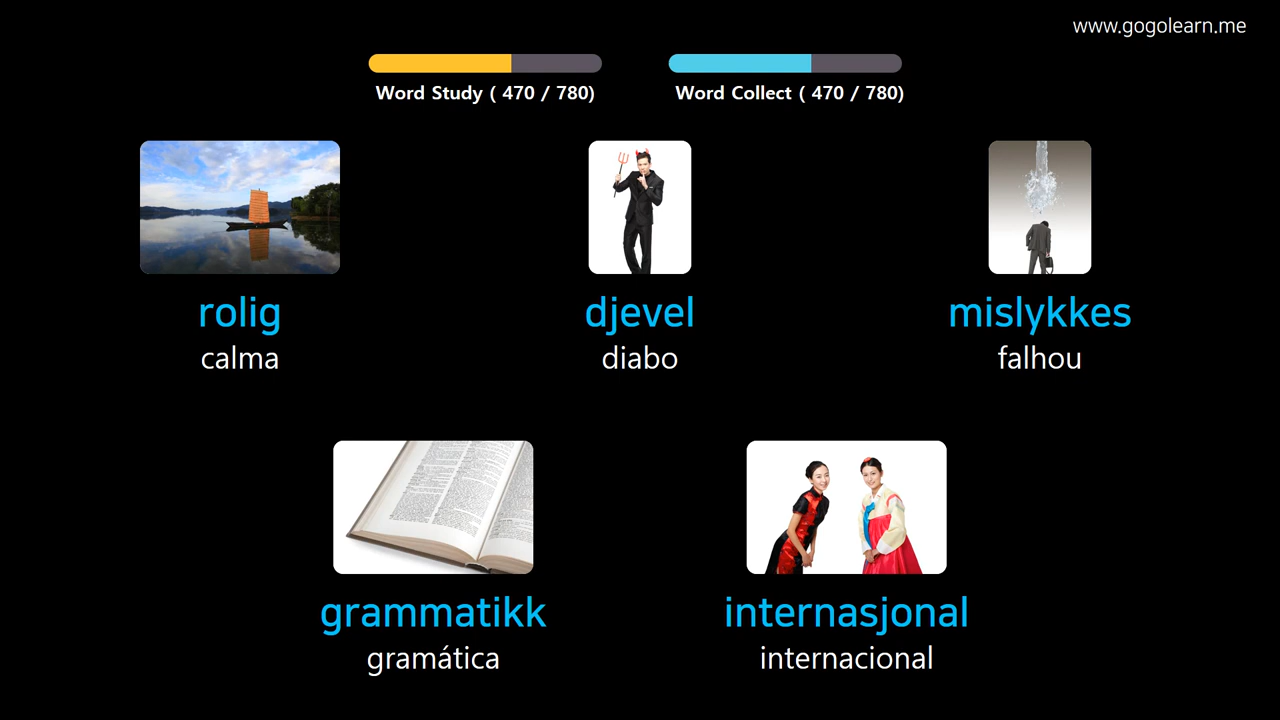 www.gogolearn.me
Word Study ( 470 / 780)
Word Collect ( 470 / 780)
rolig
calma
djevel
diabo
mislykkes
falhou
grammatikk
gramática
internasjonal
internacional